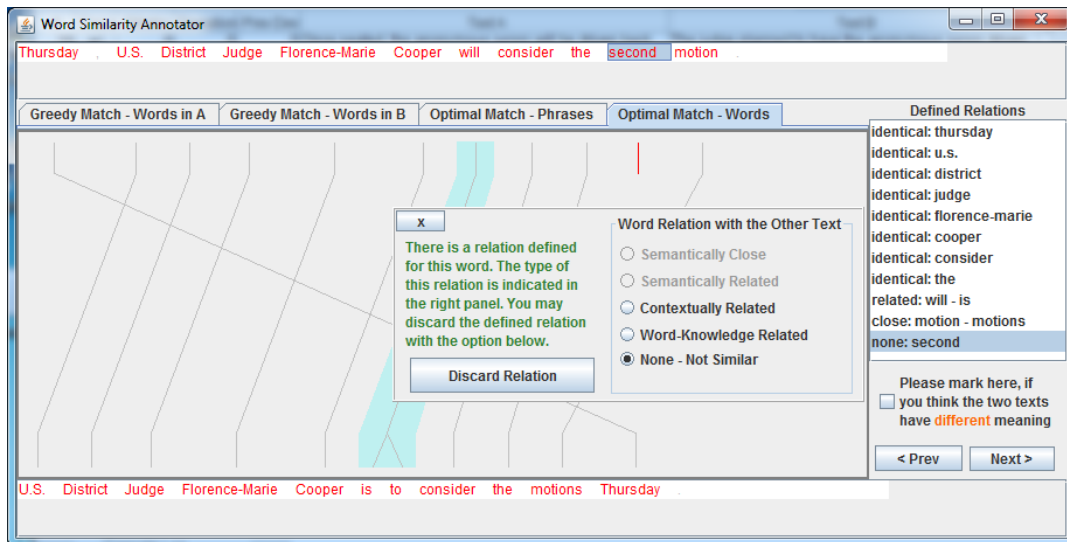 Word Similarity Annotator
Thursday , U.S. District Judge Florence-Marie Cooper will consider the second motion .
Greedy Match - Words in A Greedy Match - Words in B Optimal Match - Phrases Optimal Match - Words
Defined Relations
identical: thursday
identical: u.s.
identical: district
identical: judge
identical: florence-marie
identical: cooper
identical: consider
identical: the
related: will - is
close: motion - motions
none: second
x
There is a relation defined
for this word. The type of
this relation is indicated in
the right panel. You may
discard the defined relation
with the option below.
Discard Relation
Word Relation with the Other Text
Semantically Close
Semantically Related
Contextually Related
Word-Knowledge Related
None - Not Similar
Please mark here, if
you think the two texts
have different meaning
< Prev Next >
U.S. District Judge Florence-Marie Cooper is to consider the motions Thursday .